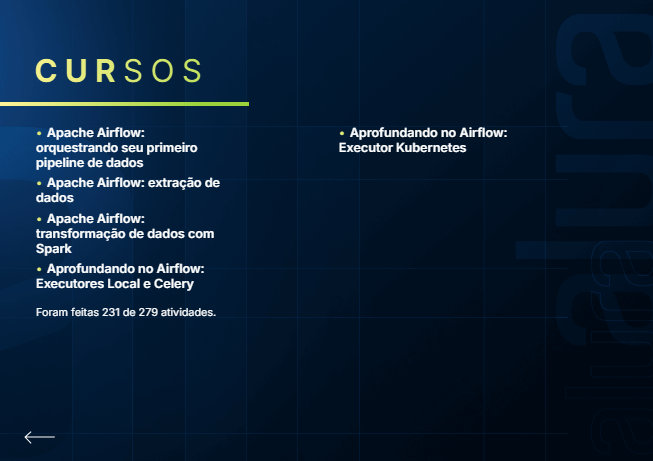 CURSOS
• Apache Airflow:
orquestrando seu primeiro
pipeline de dados
• Apache Airflow: extração de
dados
• Apache Airflow:
transformação de dados com
Spark
• Aprofundando no Airflow:
Executores Local e Celery
Foram feitas 231 de 279 atividades.
• Aprofundando no Airflow:
Executor Kubernetes
alura
alura